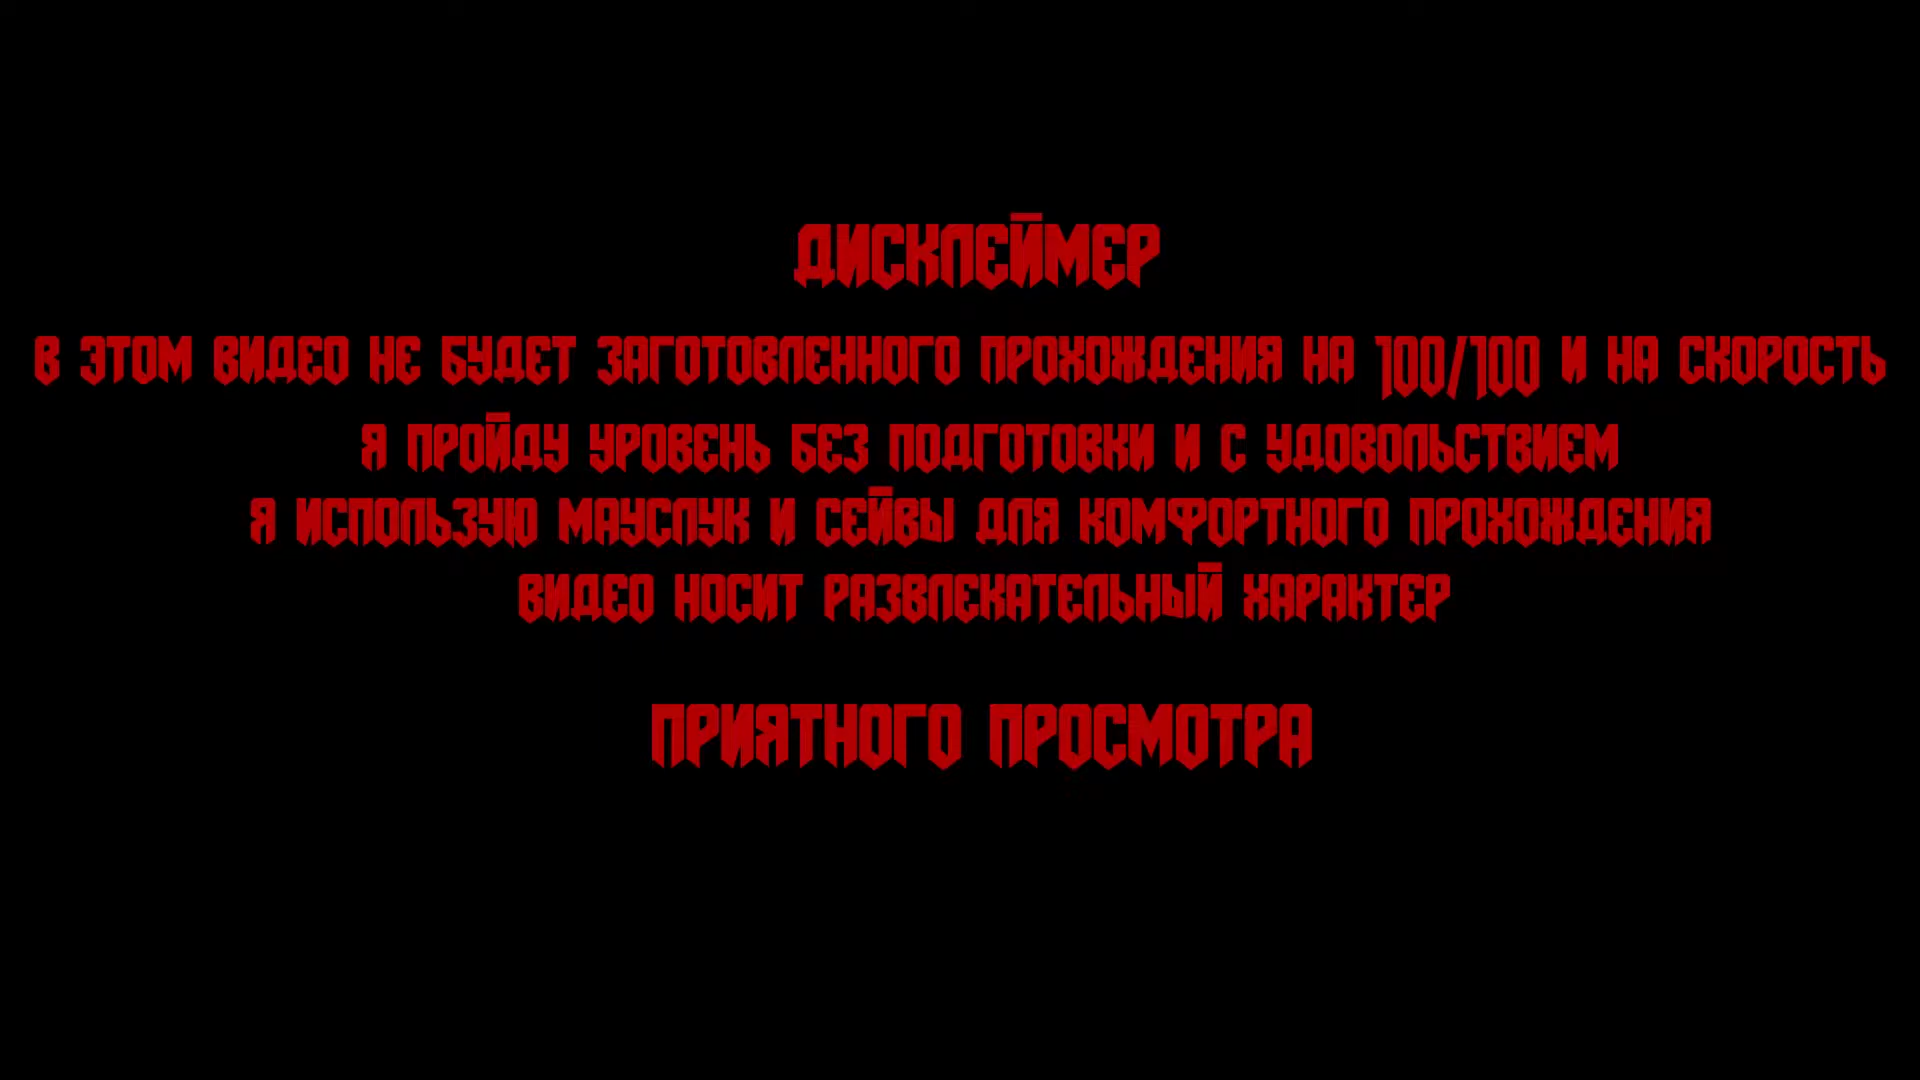 ДИСКЛЕЙМЕР
В ЭТОМ ВИДЕО НЕ БУДЕТ ЗАГОТОВЛЕННОГО ПРОХОЖДЕНИЯ НА 100/100 И НА СКОРОСТЬ
Я ПРОЙДУ УРОВЕНЬ БЕЗ ПОДГОТОВКИ И С УДОВОЛЬСТВИЕМ
Я ИСПОЛЬЗУЮ МАУСЛУК И СЕЙВЫ ДЛЯ КОМФОРТНОГО ПРОХОЖДЕНИЯ
ВИДЕО НОСИТ РАЗВЛЕКАТЕЛЬНЫЙ ХАРАКТЕР
ПРИЯТНОГО ПРОСМОТРА